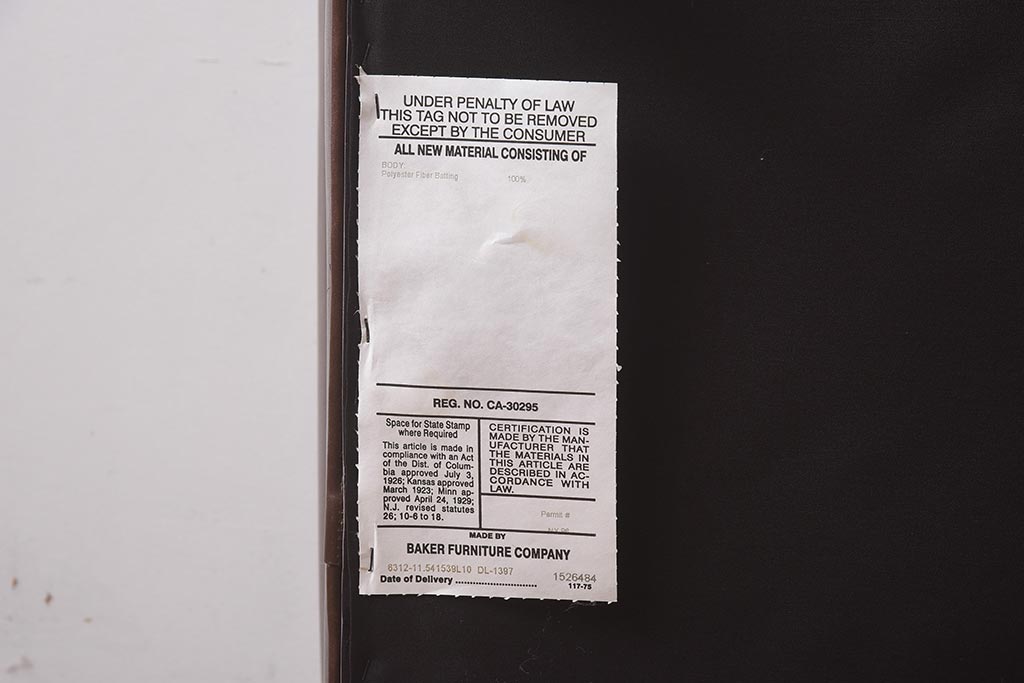 UNDER PENALTY OF LAW
THIS TAG NOT TO BE REMOVED
EXCEPT BY THE CONSUMER
ALL NEW MATERIAL CONSISTING OF
BODY:
Polyester Fiber Batting 100%
REG. NO. CA-30295
Space for State Stamp
where Required
This article is made in
compliance with an Act
of the Dist. of Colum-
bia approved July 3,
1926; Kansas approved
March 1923; Minn ap-
proved April 24, 1929;
N.J. revised statutes
26; 10-6 to 18.
CERTIFICATION IS
MADE BY THE MAN-
UFACTURER THAT
THE MATERIALS IN
THIS ARTICLE ARE
DESCRIBED IN AC-
CORDANCE WITH
LAW.
Permit #
MADE BY
BAKER FURNITURE COMPANY
6312-11.541539L10 DL-1397
Date of Delivery ............................ 1526484
117-75